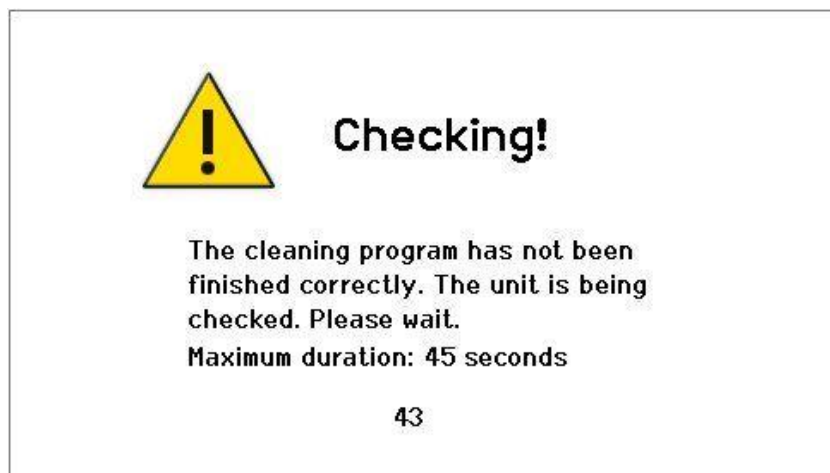 Checking!
The cleaning program has not been
finished correctly. The unit is being
checked. Please wait.
Maximum duration: 45 seconds
43